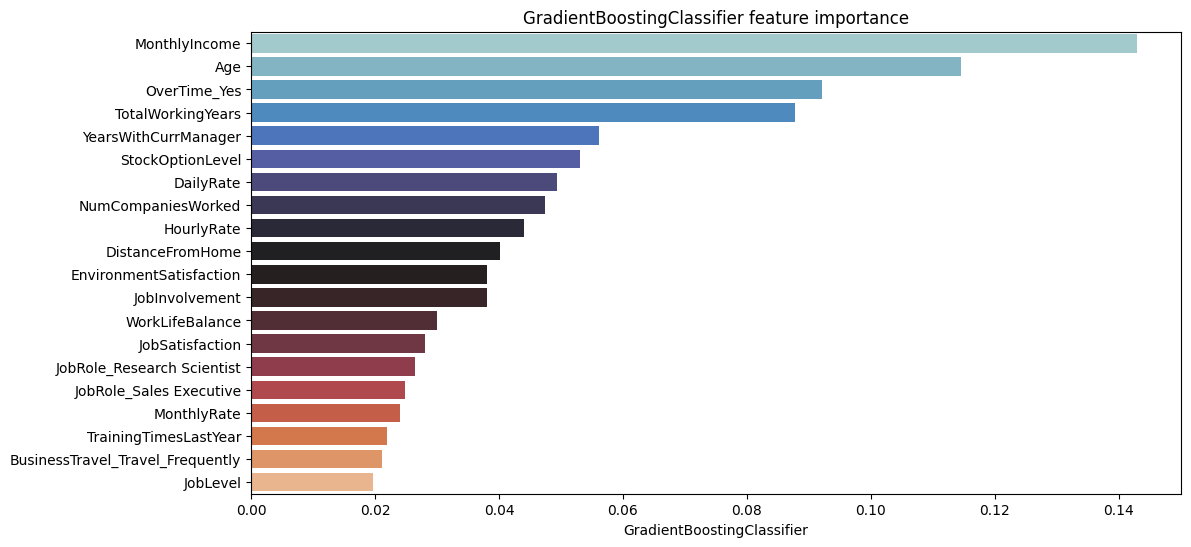 GradientBoostingClassifier feature importance
MonthlyIncome
Age
OverTime_Yes
TotalWorkingYears
YearsWithCurrManager
StockOptionLevel
DailyRate
NumCompaniesWorked
HourlyRate
DistanceFromHome
EnvironmentSatisfaction
JobInvolvement
WorkLifeBalance
JobSatisfaction
JobRole_Research Scientist
JobRole_Sales Executive
MonthlyRate
TrainingTimesLastYear
BusinessTravel_Travel_Frequently
JobLevel
0.00 0.02 0.04 0.06 0.08 0.10 0.12 0.14
GradientBoostingClassifier